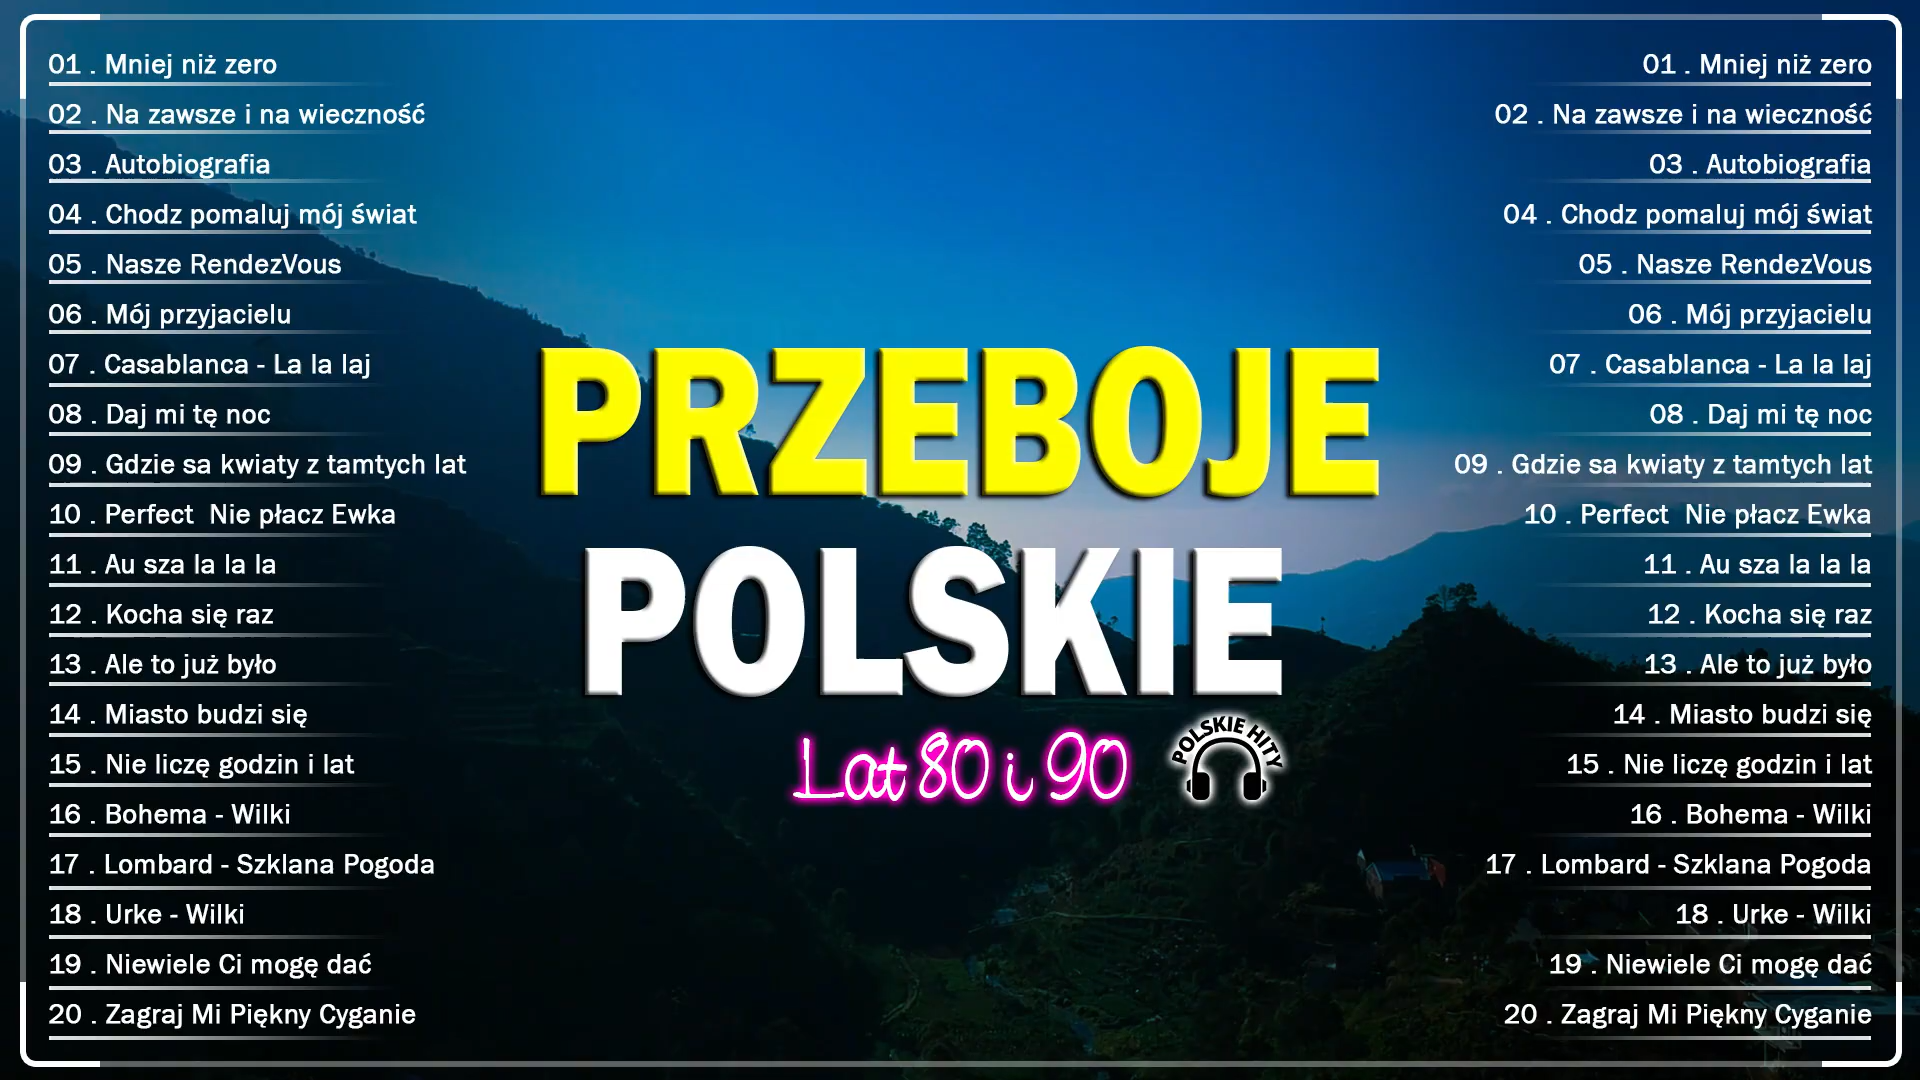 01 . Mniej niż zero
02 . Na zawsze i na wieczność
03 . Autobiografia
04 . Chodz pomaluj mój świat
05 . Nasze RendezVous
06 . Mój przyjacielu
07 . Casablanca - La la laj
08 . Daj mi tę noc
09 . Gdzie sa kwiaty z tamtych lat
10 . Perfect  Nie płacz Ewka
11 . Au sza la la la
12 . Kocha się raz
13 . Ale to już było
14 . Miasto budzi się
15 . Nie liczę godzin i lat
16 . Bohema - Wilki
17 . Lombard - Szklana Pogoda
18 . Urke - Wilki
19 . Niewiele Ci mogę dać
20 . Zagraj Mi Piękny Cyganie
PRZEBOJE
POLSKIE
Lat 80 i 90
POLSKIE HITY
01 . Mniej niż zero
02 . Na zawsze i na wieczność
03 . Autobiografia
04 . Chodz pomaluj mój świat
05 . Nasze RendezVous
06 . Mój przyjacielu
07 . Casablanca - La la laj
08 . Daj mi tę noc
09 . Gdzie sa kwiaty z tamtych lat
10 . Perfect  Nie płacz Ewka
11 . Au sza la la la
12 . Kocha się raz
13 . Ale to już było
14 . Miasto budzi się
15 . Nie liczę godzin i lat
16 . Bohema - Wilki
17 . Lombard - Szklana Pogoda
18 . Urke - Wilki
19 . Niewiele Ci mogę dać
20 . Zagraj Mi Piękny Cyganie